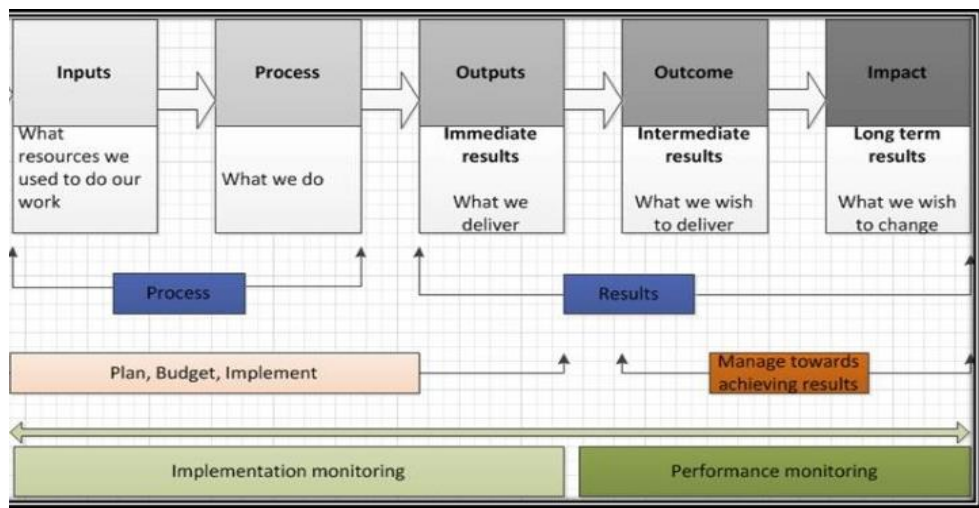 Inputs
Process
Outputs
Outcome
Impact
What
resources we
used to do our
work
What we do
Immediate
results
What we
deliver
Intermediate
results
What we wish
to deliver
Long term
results
What we wish
to change
Process
Results
Plan, Budget, Implement
Manage towards
achieving results
Implementation monitoring
Performance monitoring